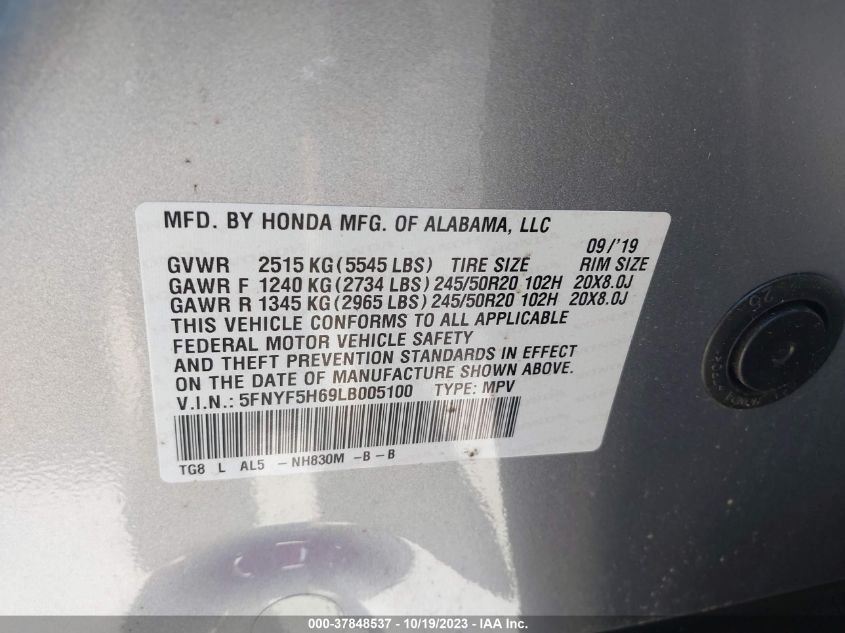 MFD. BY HONDA MFG. OF ALABAMA, LLC
09/'19
GVWR 2515 KG (5545 LBS) TIRE SIZE RIM SIZE
GAWR F 1240 KG (2734 LBS) 245/50R20 102H 20X8.0J
GAWR R 1345 KG (2965 LBS) 245/50R20 102H 20X8.0J
THIS VEHICLE CONFORMS TO ALL APPLICABLE
FEDERAL MOTOR VEHICLE SAFETY
AND THEFT PREVENTION STANDARDS IN EFFECT
ON THE DATE OF MANUFACTURE SHOWN ABOVE.
V.I.N.: 5FNYF5H69LB005100 TYPE: MPV
TG8 L AL5 -NH830M -B-B
25
000-37848537 - 10/19/2023 - IAA Inc.